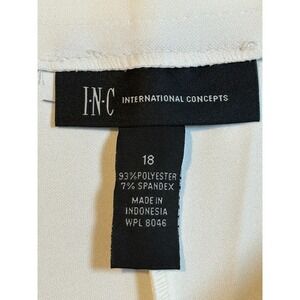 I·N·C INTERNATIONAL CONCEPTS
18
93%POLYESTER
7% SPANDEX
MADE IN
INDONESIA
WPL 8046